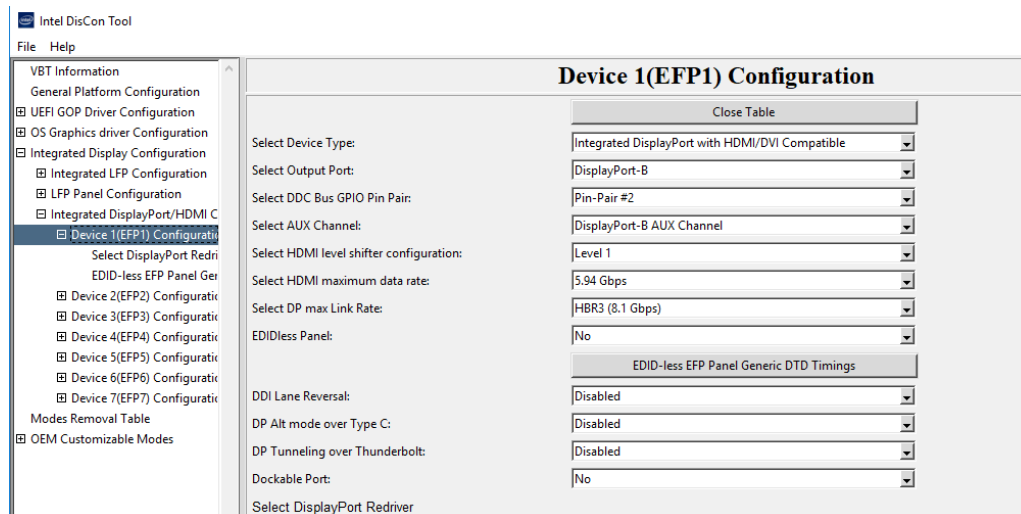 Intel DisCon Tool
File Help
VBT Information
General Platform Configuration
UEFI GOP Driver Configuration
OS Graphics driver Configuration
Integrated Display Configuration
Integrated LFP Configuration
LFP Panel Configuration
Integrated DisplayPort/HDMI C
Device 1(EFP1) Configuratic
Select DisplayPort Redri
EDID-less EFP Panel Ger
Device 2(EFP2) Configuratic
Device 3(EFP3) Configuratic
Device 4(EFP4) Configuratic
Device 5(EFP5) Configuratic
Device 6(EFP6) Configuratic
Device 7(EFP7) Configuratic
Modes Removal Table
OEM Customizable Modes
Device 1(EFP1) Configuration
Close Table
Select Device Type: Integrated DisplayPort with HDMI/DVI Compatible
Select Output Port: DisplayPort-B
Select DDC Bus GPIO Pin Pair: Pin-Pair #2
Select AUX Channel: DisplayPort-B AUX Channel
Select HDMI level shifter configuration: Level 1
Select HDMI maximum data rate: 5.94 Gbps
Select DP max Link Rate: HBR3 (8.1 Gbps)
EDIDless Panel: No
EDID-less EFP Panel Generic DTD Timings
DDI Lane Reversal: Disabled
DP Alt mode over Type C: Disabled
DP Tunneling over Thunderbolt: Disabled
Dockable Port: No
Select DisplayPort Redriver